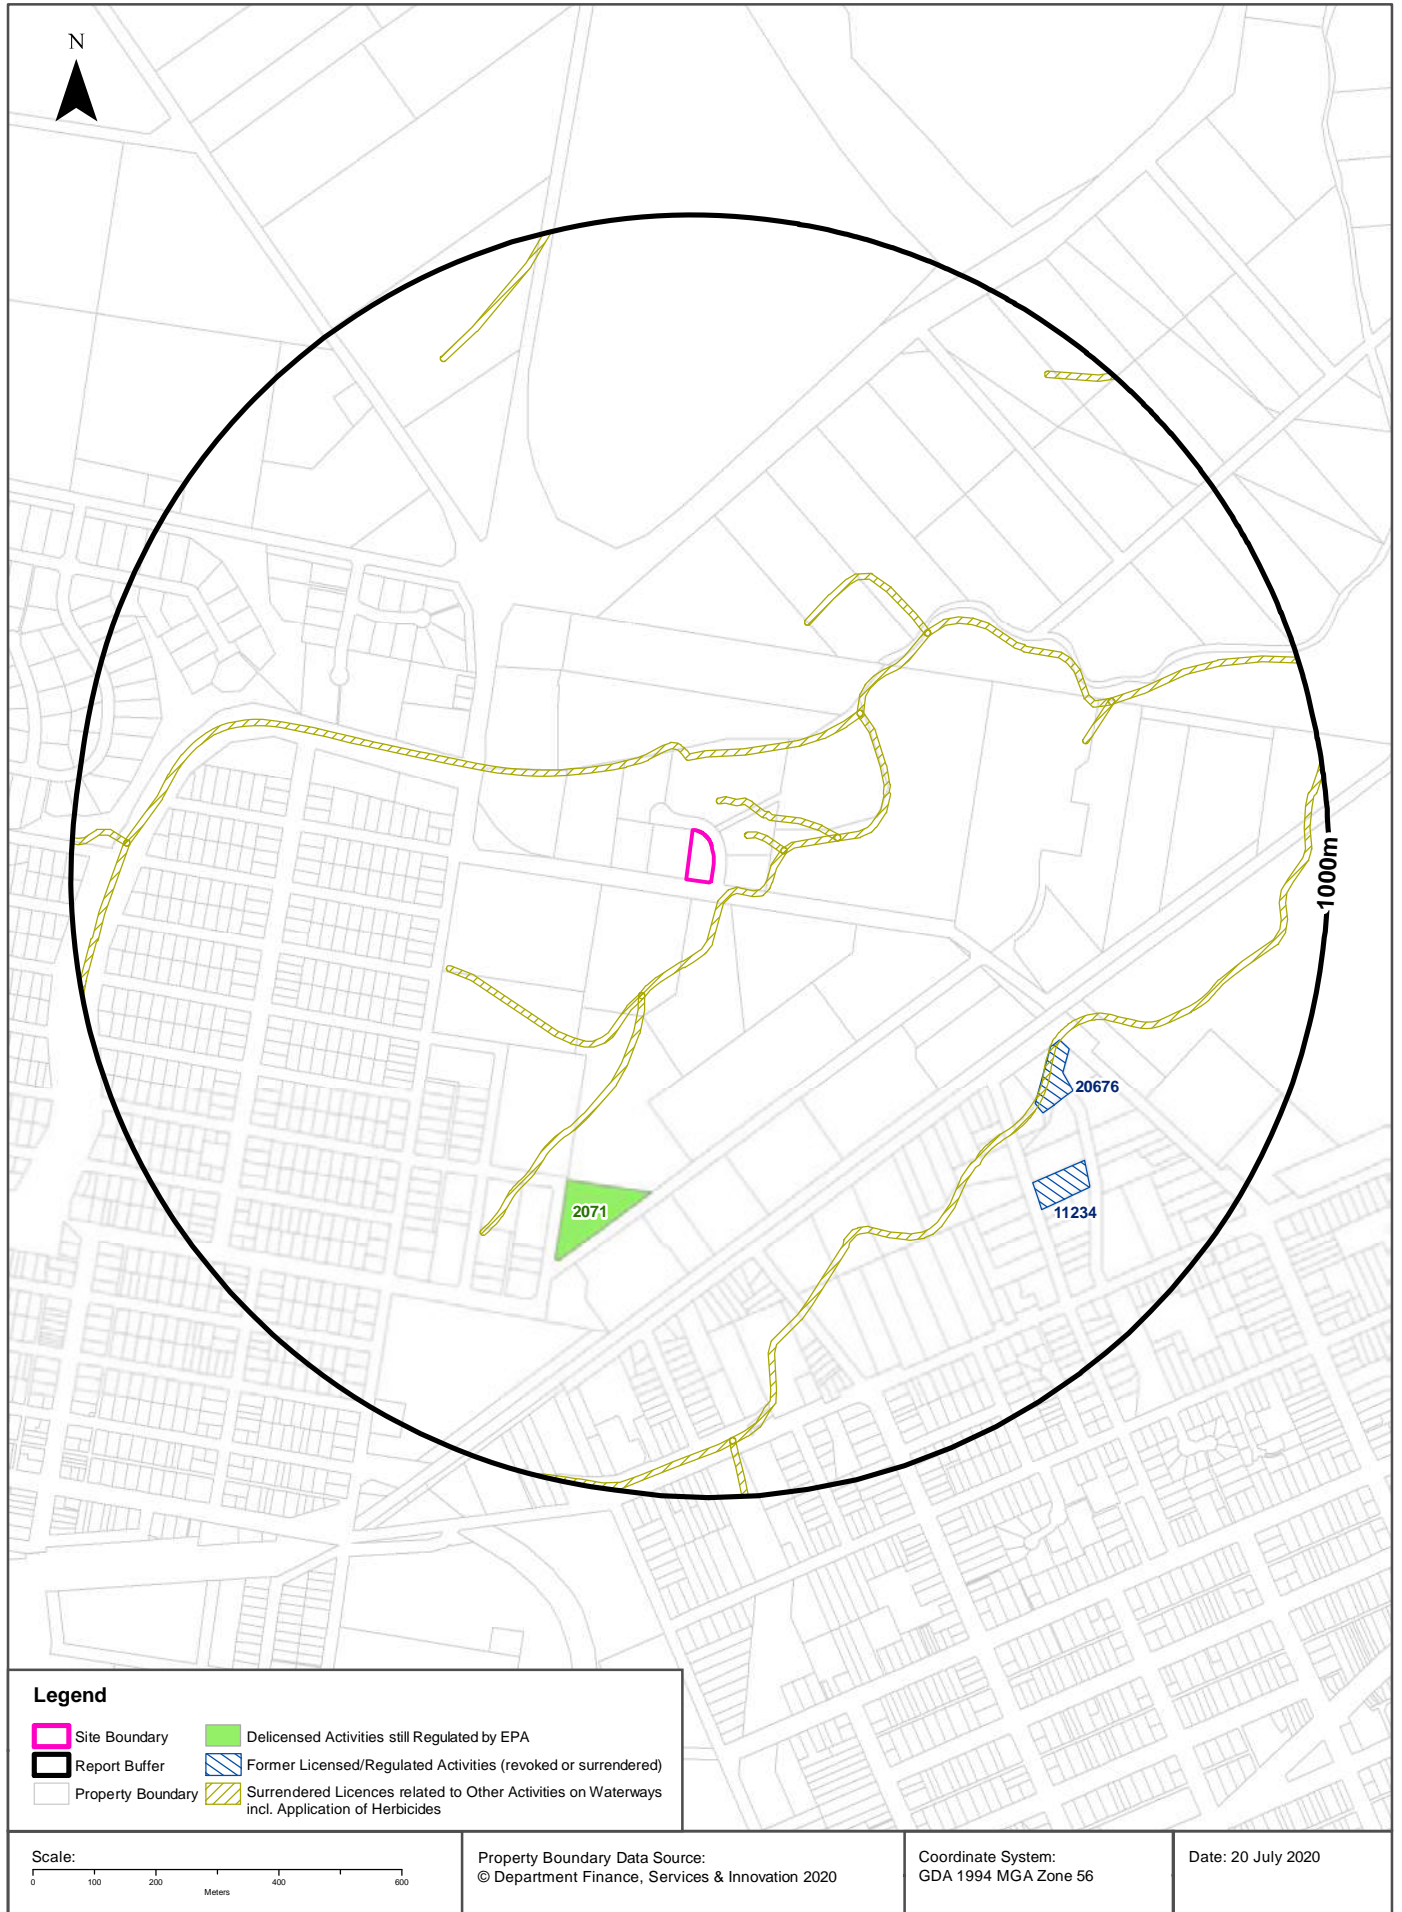 N
1000m
20676
11234
2071
Legend
Site Boundary
Report Buffer
Property Boundary
Delicensed Activities still Regulated by EPA
Former Licensed/Regulated Activities (revoked or surrendered)
Surrendered Licences related to Other Activities on Waterways
incl. Application of Herbicides
Scale:
0 100 200 400 600
Meters
Property Boundary Data Source:
© Department Finance, Services & Innovation 2020
Coordinate System:
GDA 1994 MGA Zone 56
Date: 20 July 2020